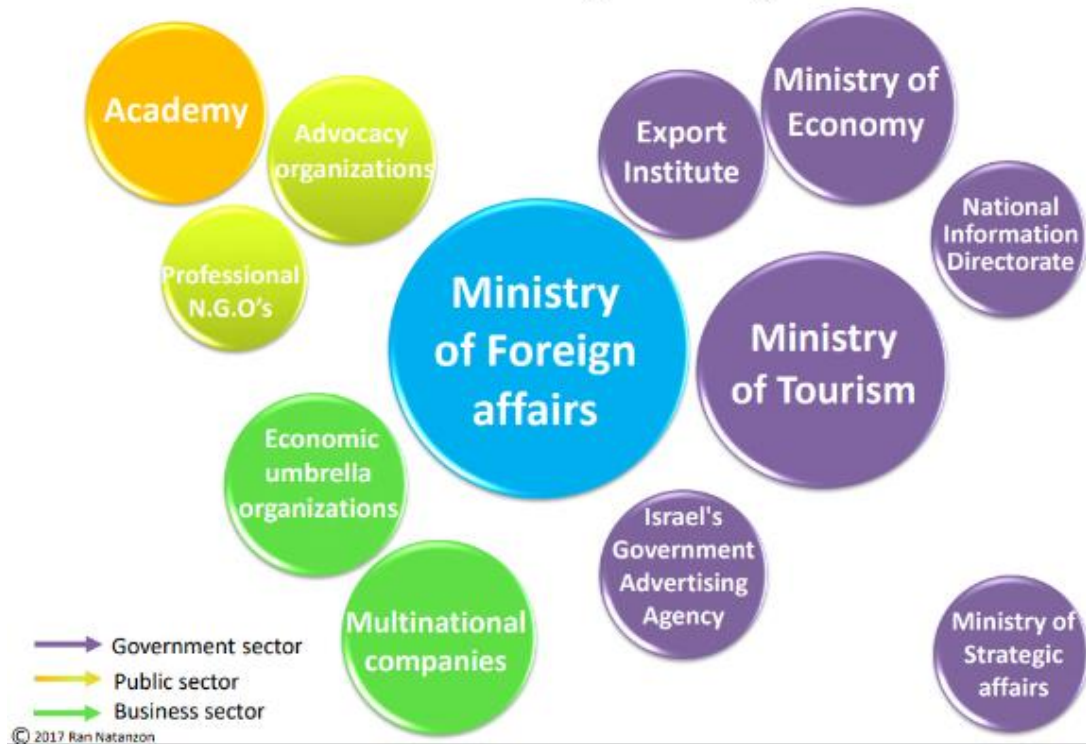 Academy
Advocacy
organizations
Professional
N.G.O's
Export
Institute
Ministry of
Economy
National
Information
Directorate
Ministry
of Foreign
affairs
Ministry
of Tourism
Economic
umbrella
organizations
Multinational
companies
Israel's
Government
Advertising
Agency
Ministry of
Strategic
affairs
Government sector
Public sector
Business sector
© 2017 Ran Natanzon